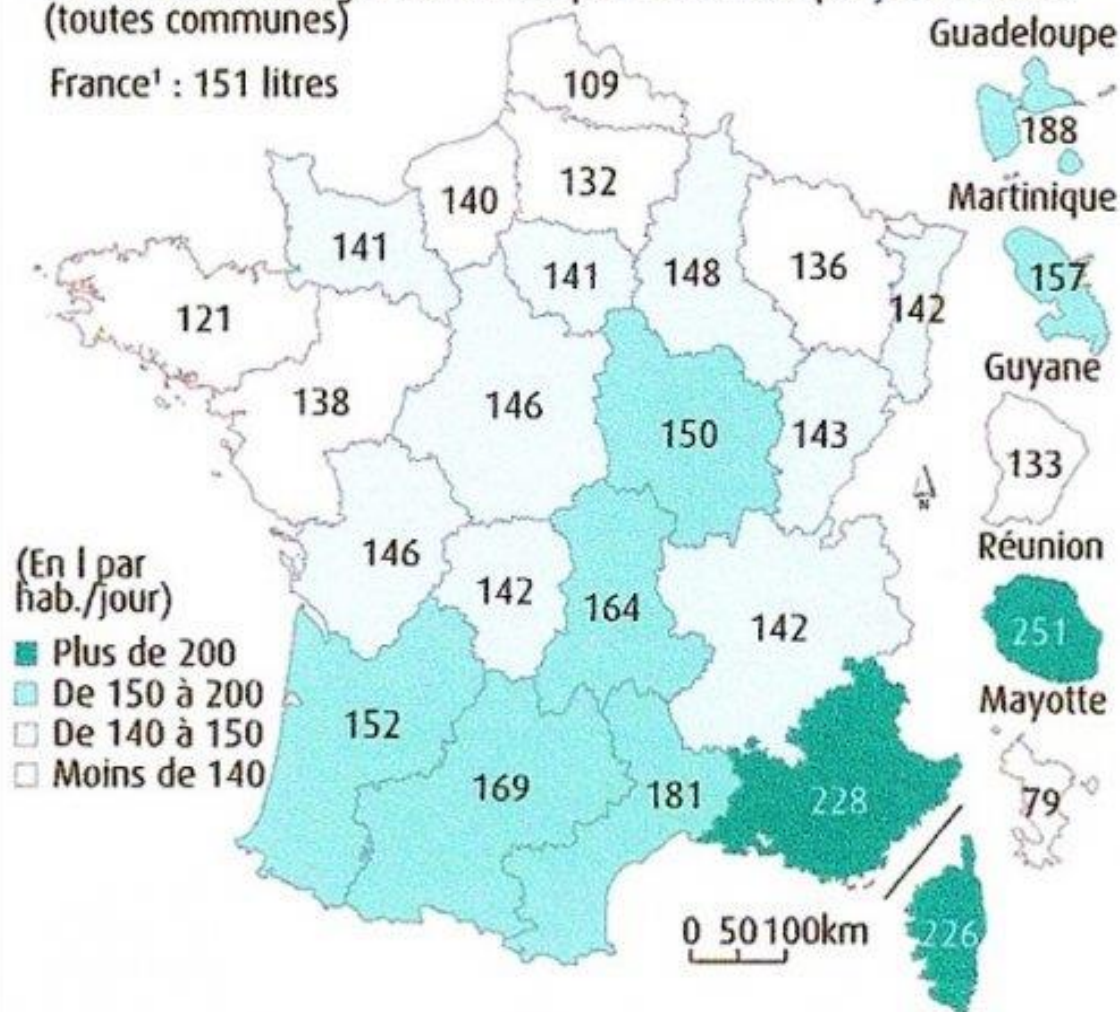 (toutes communes)
France¹ : 151 litres
109
Guadeloupe
188
132
140
Martinique
141
141
148
136
157
142
121
Guyane
138
146
150
143
133
N
Réunion
146
142
164
142
251
(En l par
hab./jour)
Plus de 200
De 150 à 200
De 140 à 150
Moins de 140
Mayotte
152
169
181
228
79
0 50 100km
226